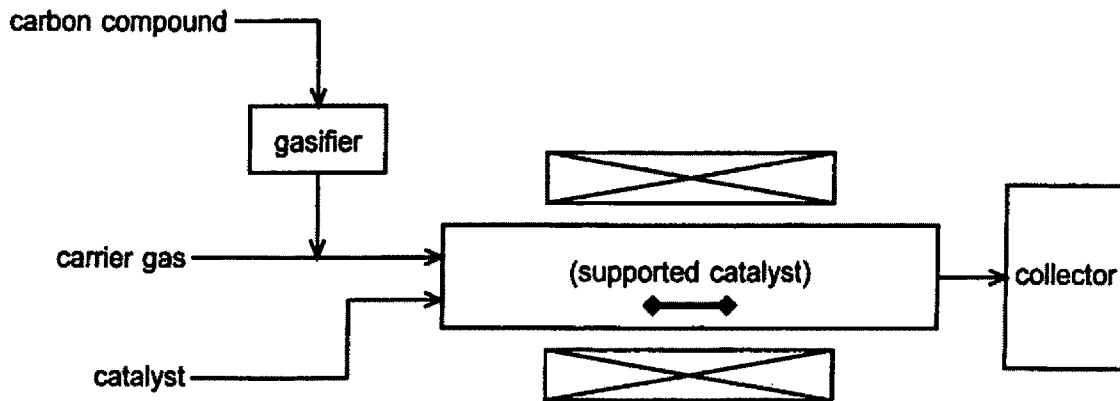 carbon compound
gasifier
carrier gas
(supported catalyst)
collector
catalyst